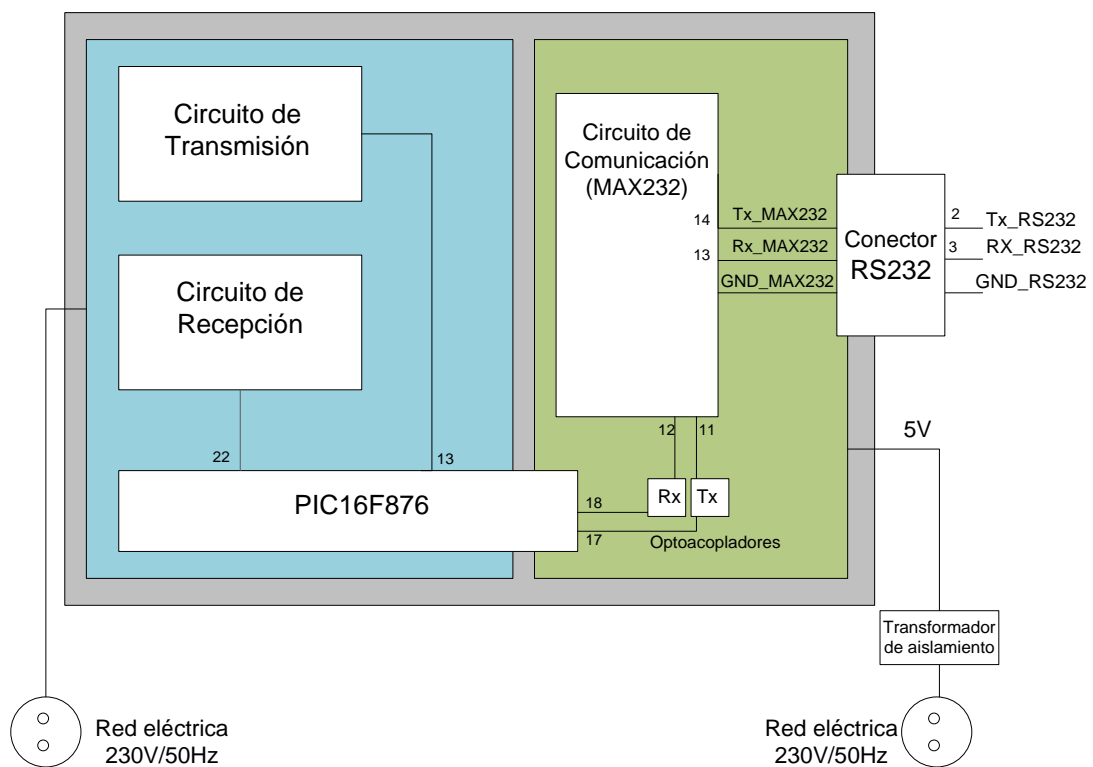 Circuito de
Transmisión
Circuito de
Recepción
22
13
PIC16F876
18
17
Circuito de
Comunicación
(MAX232)
14
13
Tx_MAX232
Rx_MAX232
GND_MAX232
12
11
Rx
Tx
Optoacopladores
Conector
RS232
2
3
Tx_RS232
RX_RS232
GND_RS232
5V
Transformador
de aislamiento
Red eléctrica
230V/50Hz
Red eléctrica
230V/50Hz